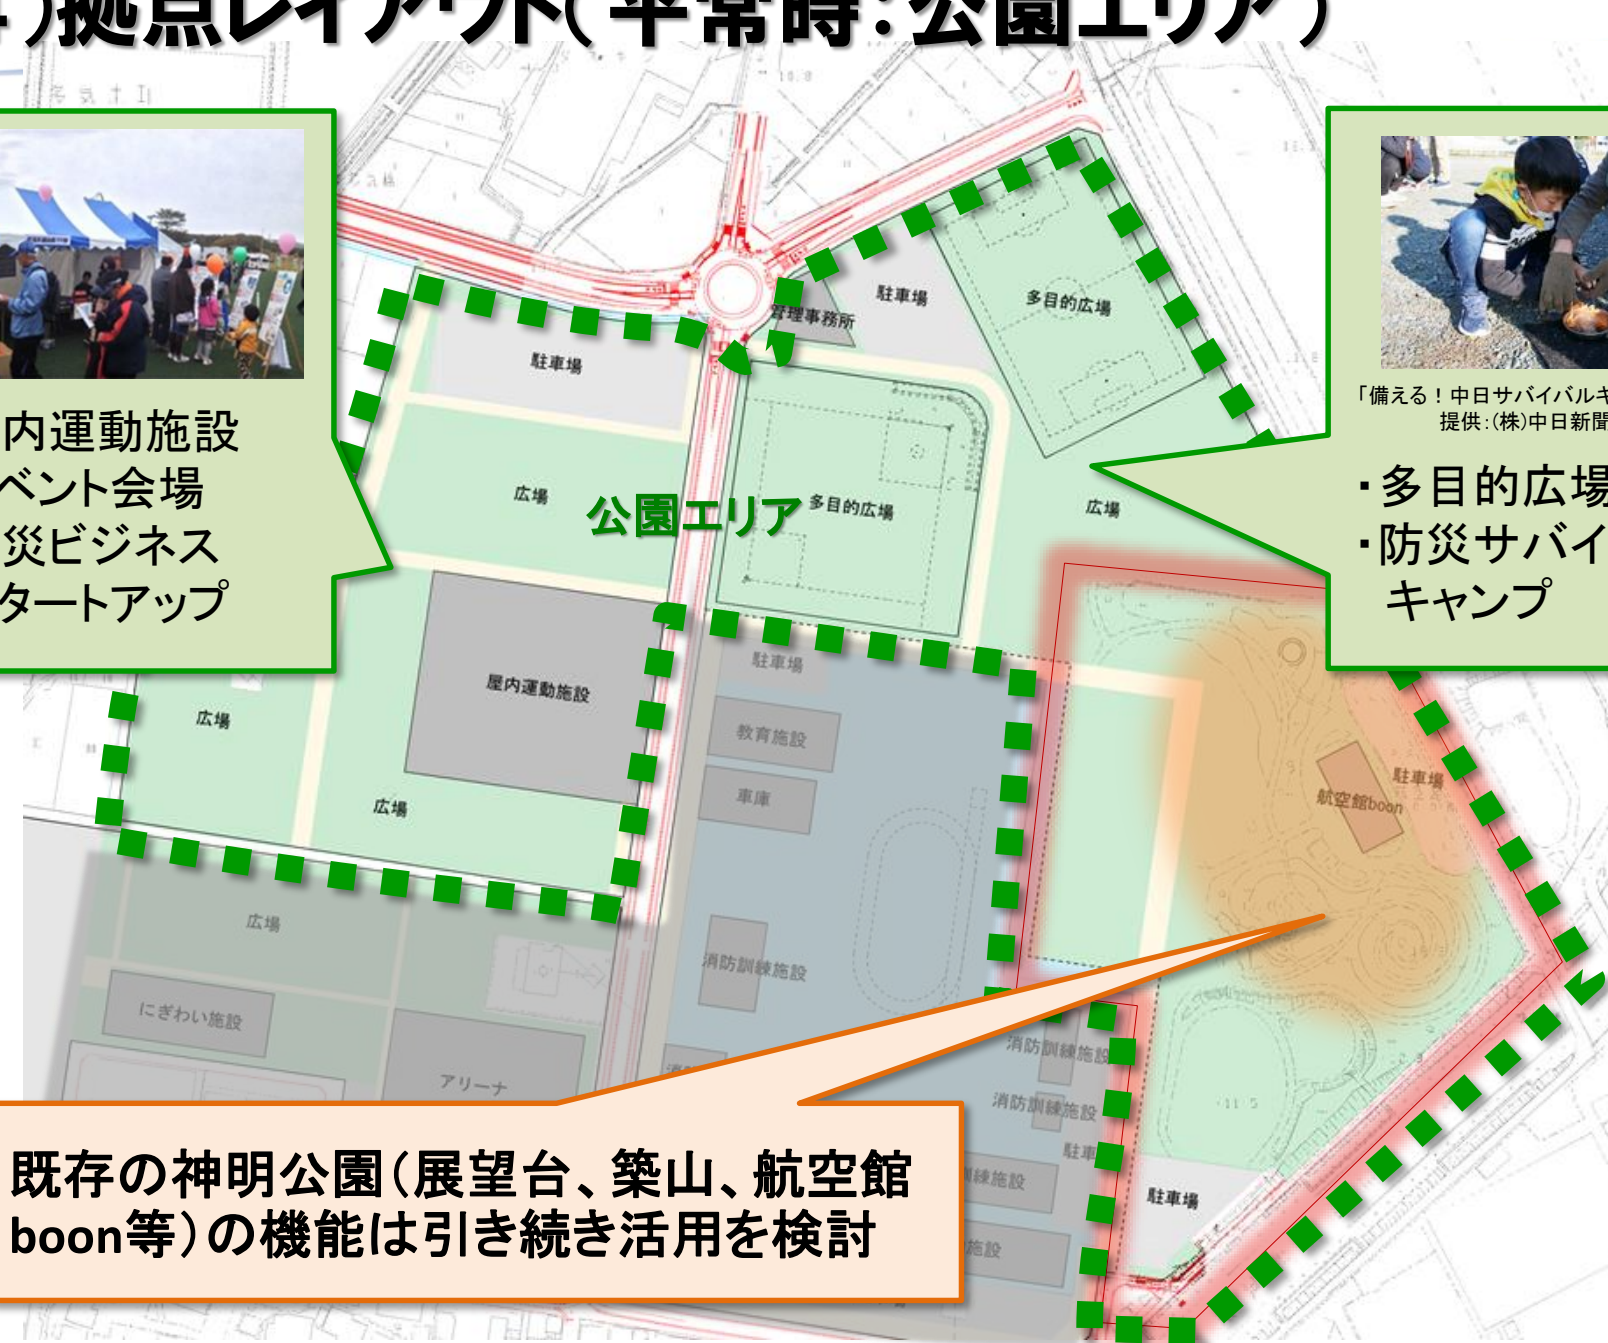 )拠点レイアウト(平常時:公園エリア)
内運動施設
ベント会場
災ビジネス
タートアップ
「備える!中日サバイバルキ
提供:(株)中日新聞
・多目的広場
・防災サバイ
キャンプ
駐車場
管理事務所
駐車場
多目的広場
広場
公園エリア
多目的広場
広場
駐車場
屋内運動施設
広場
教育施設
車庫
広場
駐車場
航空館boon
広場
消防訓練施設
にぎわい施設
アリーナ
消防訓練施設
消防訓練施設
駐車
訓練施設
駐車場
施設
既存の神明公園(展望台、築山、航空館
boon等)の機能は引き続き活用を検討